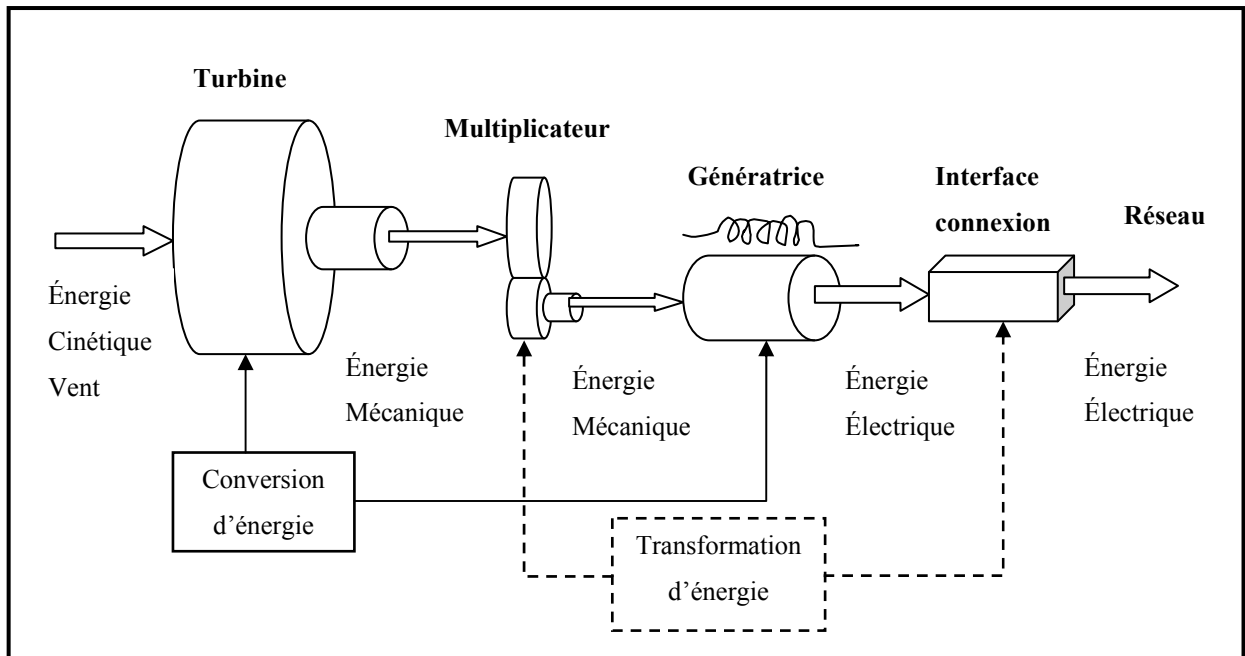 Turbine
Multiplicateur
Génératrice
Interface
connexion
Réseau
Énergie
Cinétique
Vent
Énergie
Mécanique
Énergie
Mécanique
Énergie
Électrique
Énergie
Électrique
Conversion
d’énergie
Transformation
d’énergie